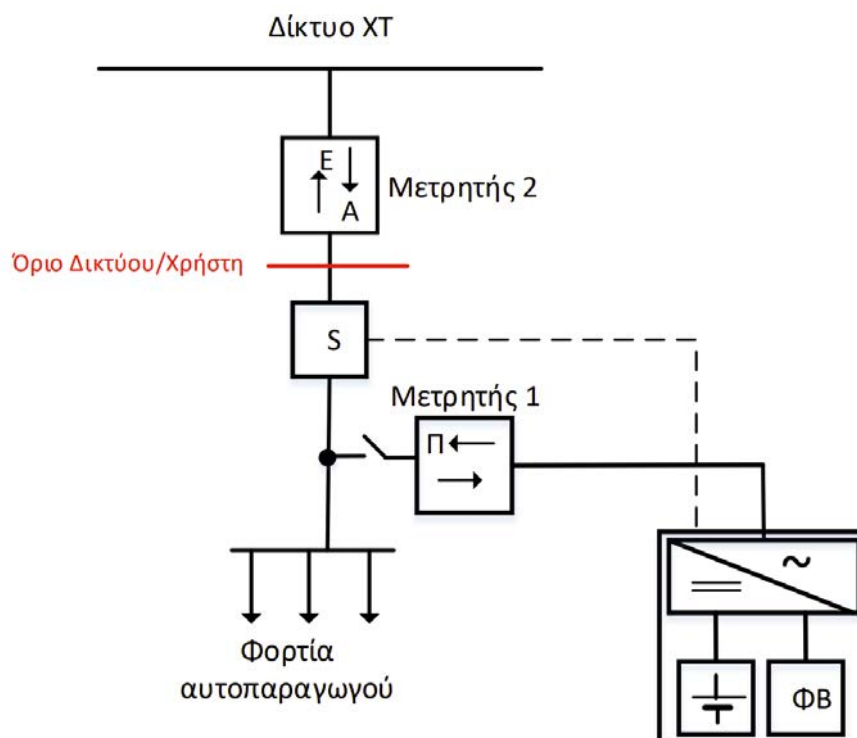 Δίκτυο ΧΤ
Ε
Α
Μετρητής 2
Όριο Δικτύου/Χρήστη
S
Μετρητής 1
Π
Φορτία
αυτοπαραγωγού
~
ΦΒ